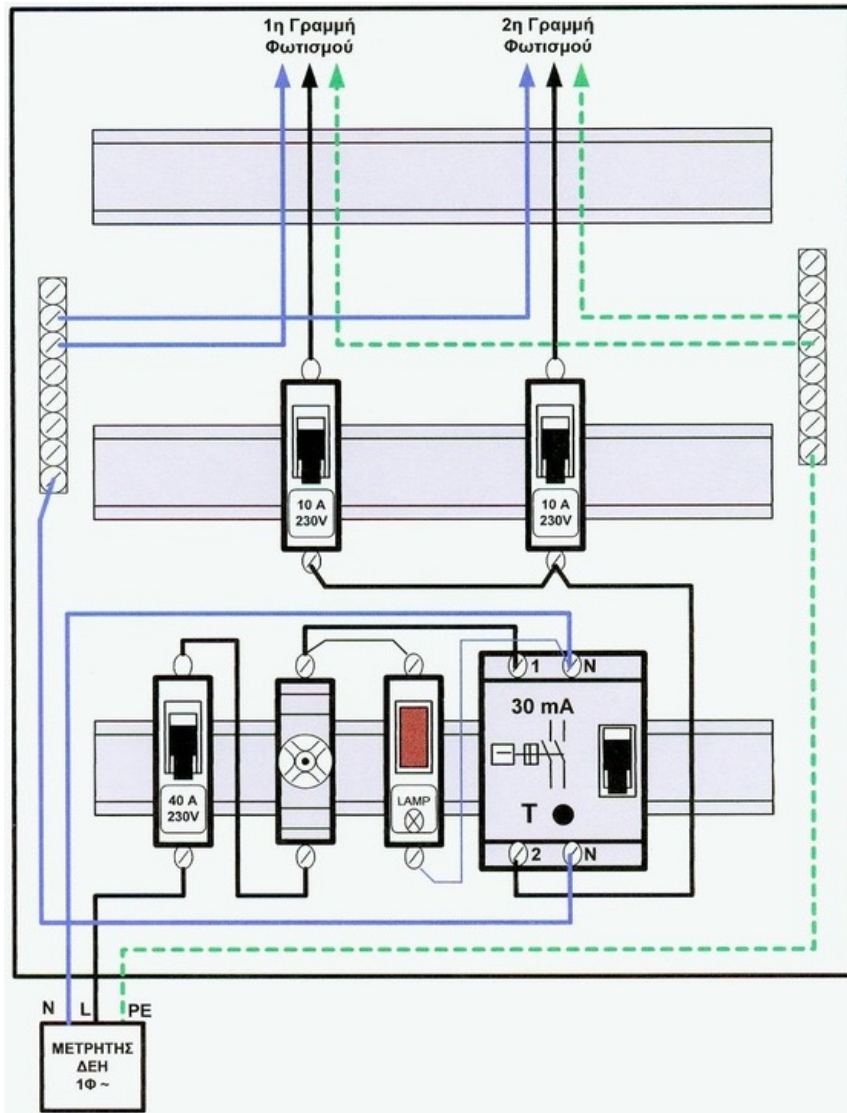 1η Γραμμή
Φωτισμού
2η Γραμμή
Φωτισμού
10 A
230V
10 A
230V
1 N
30 mA
40 A
230V
LAMP
T
2 N
N L PE
ΜΕΤΡΗΤΗΣ
ΔΕΗ
1Φ ~